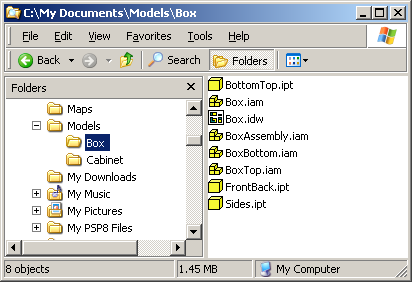 C:\My Documents\Models\Box
File Edit View Favorites Tools Help
Back Search Folders
Folders
Maps
Models
Box
Cabinet
My Downloads
My Music
My Pictures
My PSP8 Files
BottomTop.ipt
Box.iam
Box.idw
BoxAssembly.iam
BoxBottom.iam
BoxTop.iam
FrontBack.ipt
Sides.ipt
8 objects 1.45 MB My Computer